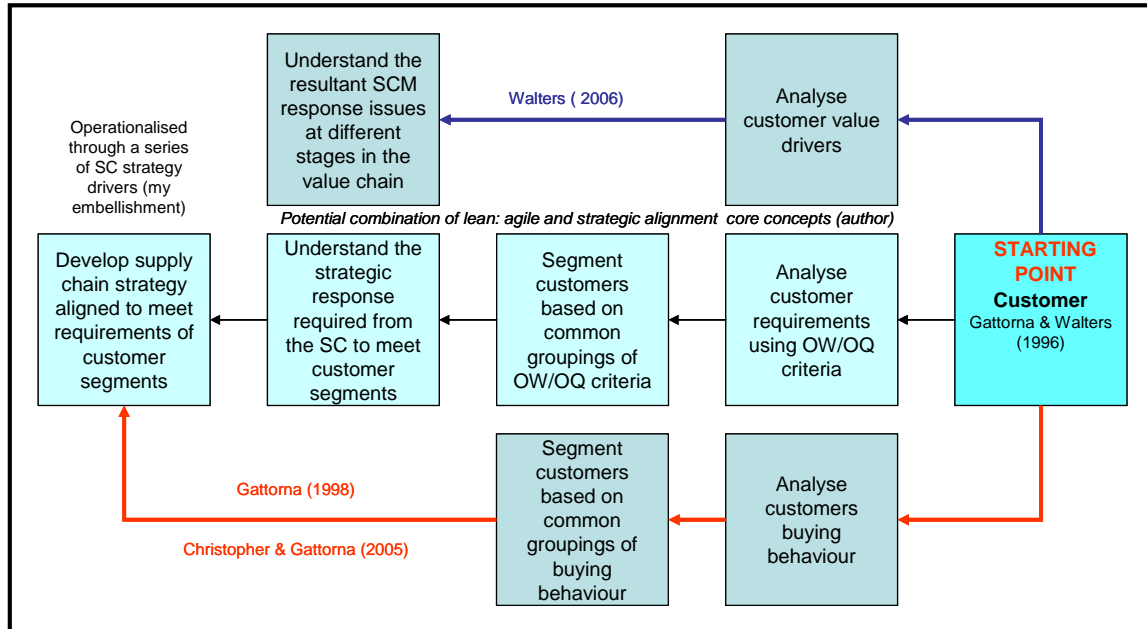 Understand the
resultant SCM
response issues
at different
stages in the
value chain
Walters ( 2006)
Analyse
customer value
drivers
Operationalised
through a series
of SC strategy
drivers (my
embellishment)
Potential combination of lean: agile and strategic alignment core concepts (author)
Develop supply
chain strategy
aligned to meet
requirements of
customer
segments
Understand the
strategic
response
required from
the SC to meet
customer
segments
Segment
customers
based on
common
groupings of
OW/OQ criteria
Analyse
customer
requirements
using OW/OQ
criteria
STARTING
POINT
Customer
Gattorna & Walters
(1996)
Gattorna (1998)
Christopher & Gattorna (2005)
Segment
customers
based on
common
groupings of
buying
behaviour
Analyse
customers
buying
behaviour